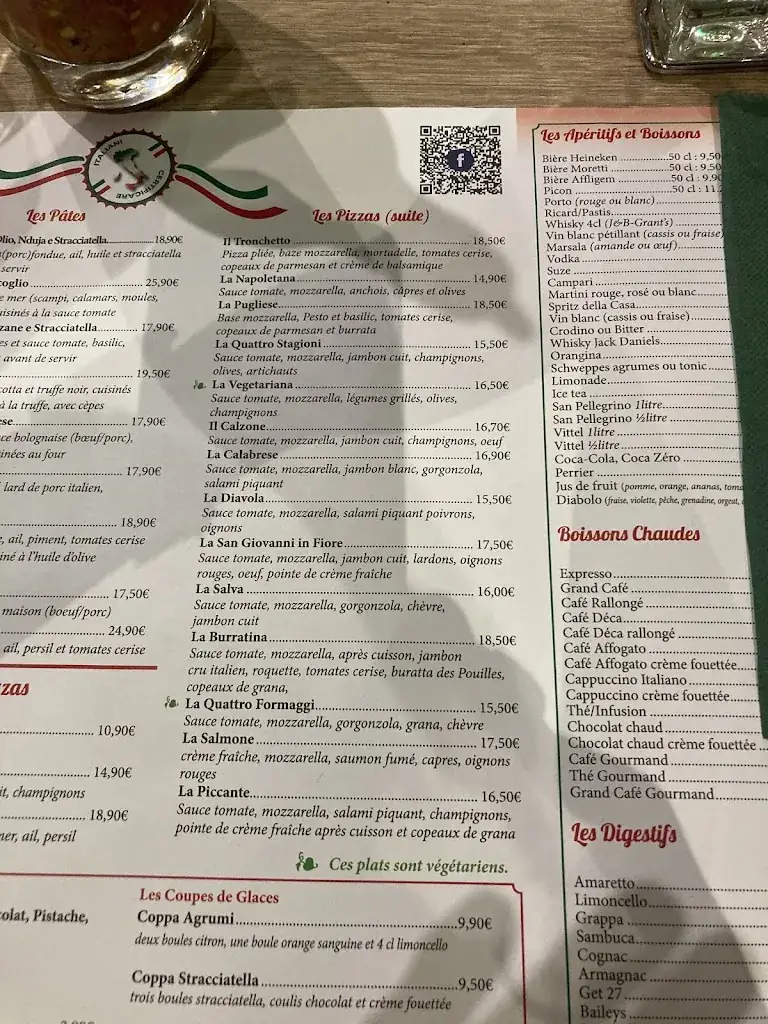 ITALIANI
CERTIFICARE
f
Les Pâtes
Olio, Nduja e Stracciatella 18,90€
(porc)fondue, ail, huile et stracciatella
servir
coglio 25,90€
e mer (scampi, calamars, moules,
uisinés à la sauce tomate
zane e Stracciatella 17,90€
es et sauce tomate, basilic,
avant de servir
19,50€
cotta et truffe noir, cuisinés
à la truffe, avec cèpes
ese 17,90€
ce bolognaise (bœuf/porc),
inées au four
17,90€
lard de porc italien,
18,90€
e, ail, piment, tomates cerise
iné à l'huile d'olive
17,50€
maison (boeuf/porc)
24,90€
ail, persil et tomates cerise
zzas
10,90€
14,90€
it, champignons
18,90€
mer, ail, persil
Les Pizzas (suite)
Il Tronchetto 18,50€
Pizza pliée, baze mozzarella, mortadelle, tomates cerise,
copeaux de parmesan et crème de balsamique
La Napoletana 14,90€
Sauce tomate, mozzarella, anchois, câpres et olives
La Pugliese 18,50€
Base mozzarella, Pesto et basilic, tomates cerise,
copeaux de parmesan et burrata
La Quattro Stagioni 15,50€
Sauce tomate, mozzarella, jambon cuit, champignons,
olives, artichauts
La Vegetariana 16,50€
Sauce tomate, mozzarella, légumes grillés, olives,
champignons
Il Calzone 16,70€
Sauce tomate, mozzarella, jambon cuit, champignons, oeuf
La Calabrese 16,90€
Sauce tomate, mozzarella, jambon blanc, gorgonzola,
salami piquant
La Diavola 15,50€
Sauce tomate, mozzarella, salami piquant poivrons,
oignons
La San Giovanni in Fiore 17,50€
Sauce tomate, mozzarella, jambon cuit, lardons, oignons
rouges, oeuf, pointe de crème fraîche
La Salva 16,00€
Sauce tomate, mozzarella, gorgonzola, chèvre,
jambon cuit
La Burratina 18,50€
Sauce tomate, mozzarella, après cuisson, jambon
cru italien, roquette, tomates cerise, buratta des Pouilles,
copeaux de grana,
La Quattro Formaggi 15,50€
Sauce tomate, mozzarella, gorgonzola, grana, chèvre
La Salmone 17,50€
crème fraîche, mozzarella, saumon fumé, capres, oignons
rouges
La Piccante 16,50€
Sauce tomate, mozzarella, salami piquant, champignons,
pointe de crème fraîche après cuisson et copeaux de grana
Ces plats sont végétariens.
colat, Pistache,
Les Coupes de Glaces
Coppa Agrumi 9,90€
deux boules citron, une boule orange sanguine et 4 cl limoncello
Coppa Stracciatella 9,50€
trois boules stracciatella, coulis chocolat et crème fouettée
Les Apéritifs et Boissons
Bière Heineken 50 cl : 9,50
Bière Moretti 50 cl : 9.50
Bière Affligem 50 cl : 9.90
Picon 50 cl : 11.
Porto (rouge ou blanc)
Ricard/Pastis
Whisky 4cl (Je-B-Grant's)
Vin blanc pétillant (cassis ou fraise)
Marsala (amande ou œuf)
Vodka
Suze
Campari
Martini rouge, rosé ou blanc
Spritz della Casa
Vin blanc (cassis ou fraise)
Crodino ou Bitter
Whisky Jack Daniels
Orangina
Schweppes agrumes ou tonic
Limonade
Ice tea
San Pellegrino 1litre
San Pellegrino ½litre
Vittel 1litre
Vittel ½litre
Coca-Cola, Coca Zéro
Perrier
Jus de fruit (pomme, orange, ananas, toma
Diabolo (fraise, violette, pêche, grenadine, orgeat,
Boissons Chaudes
Expresso
Grand Café
Café Rallongé
Café Déca
Café Déca rallongé
Café Affogato
Café Affogato crème fouettée
Cappuccino Italiano
Cappuccino crème fouettée
Thé/Infusion
Chocolat chaud
Chocolat chaud crème fouettée
Café Gourmand
Thé Gourmand
Grand Café Gourmand
Les Digestifs
Amaretto
Limoncello
Grappa
Sambuca
Cognac
Armagnac
Get 27
Baileys